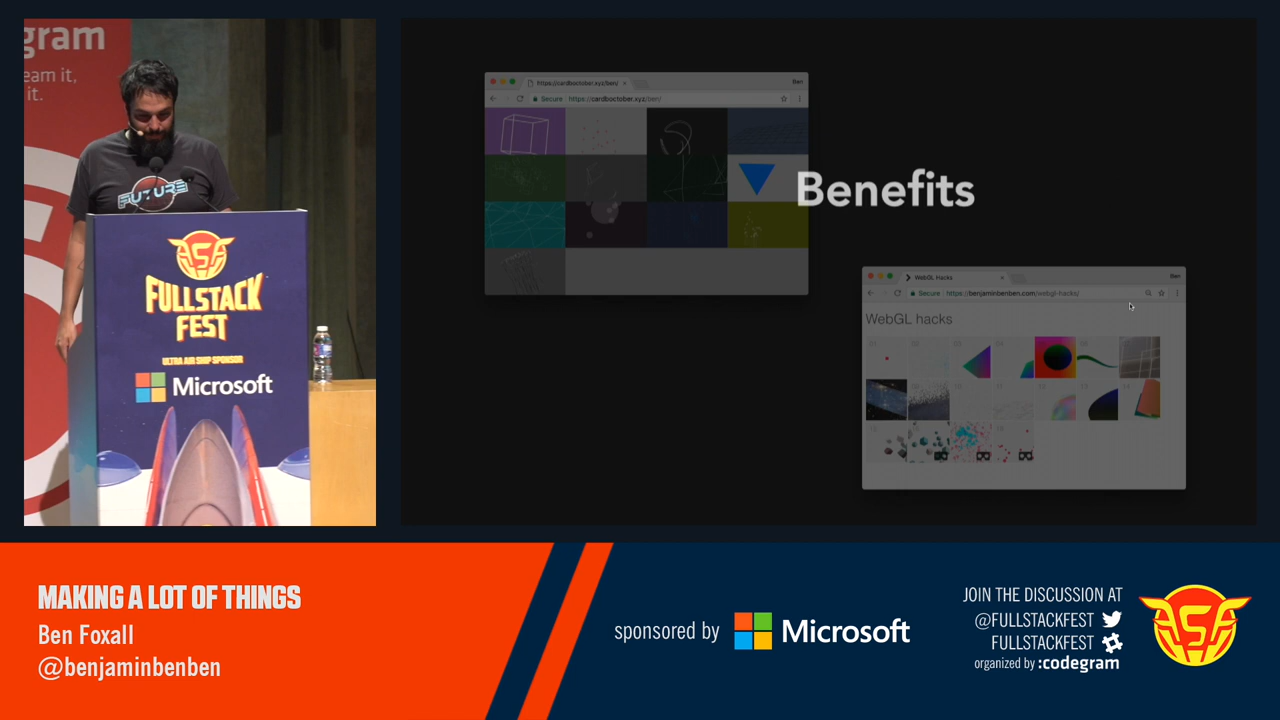 gram
eam it,
it.
FUTURE
FULLSTACK
FEST
ULTRA AIR SHIP SPONSOR
Microsoft
https://cardboctober.xyz/ben/
Ben
Secure
https://cardboctober.xyz/ben/
Benefits
WebGL Hacks
Ben
Secure
https://benjaminbenben.com/webgl-hacks/
WebGL hacks
MAKING A LOT OF THINGS
Ben Foxall
@benjaminbenben
sponsored by Microsoft
JOIN THE DISCUSSION AT
@FULLSTACKFEST
FULLSTACKFEST
organized by :codegram